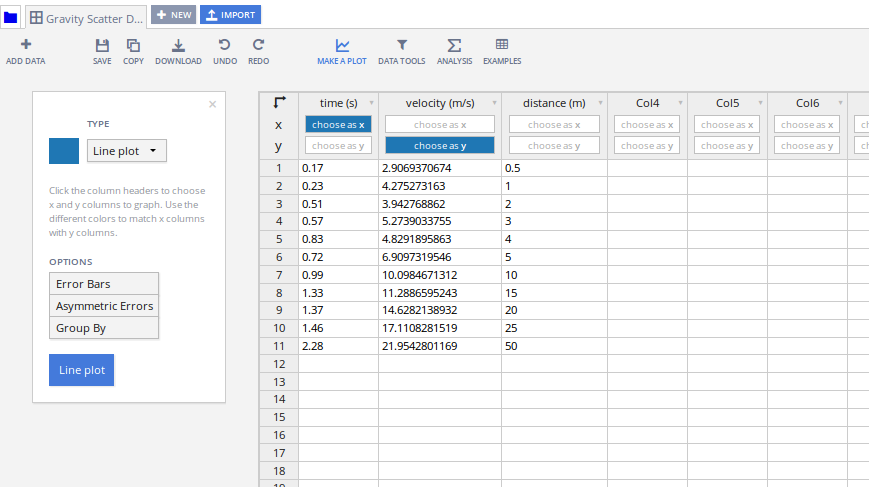 Gravity Scatter D...
NEW
IMPORT
ADD DATA
SAVE
COPY
DOWNLOAD
UNDO
REDO
MAKE A PLOT
DATA TOOLS
ANALYSIS
EXAMPLES
×
TYPE
Line plot
Click the column headers to choose
x and y columns to graph. Use the
different colors to match x columns
with y columns.
OPTIONS
Error Bars
Asymmetric Errors
Group By
Line plot
time (s) velocity (m/s) distance (m) Col4 Col5 Col6
x choose as x choose as x choose as x choose as x choose as x choose as x
y choose as y choose as y choose as y choose as y choose as y choose as y
1 0.17 2.9069370674 0.5
2 0.23 4.275273163 1
3 0.51 3.942768862 2
4 0.57 5.2739033755 3
5 0.83 4.8291895863 4
6 0.72 6.9097319546 5
7 0.99 10.0984671312 10
8 1.33 11.2886595243 15
9 1.37 14.6282138932 20
10 1.46 17.1108281519 25
11 2.28 21.9542801169 50
12
13
14
15
16
17
18